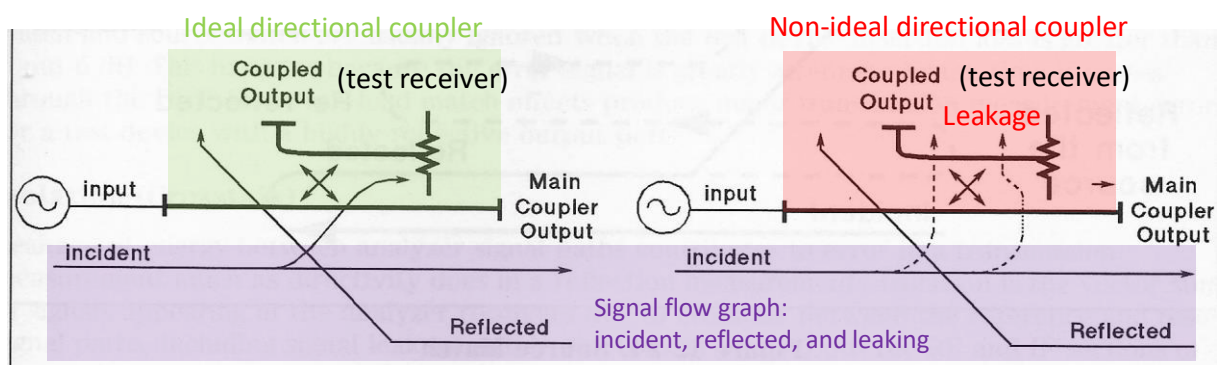 Ideal directional coupler
Coupled
Output
(test receiver)
input
Main
Coupler
Output
Incident
Reflected
Non-ideal directional coupler
Coupled
Output
(test receiver)
Leakage
input
Main
Coupler
Output
Incident
Signal flow graph:
incident, reflected, and leaking
Reflected